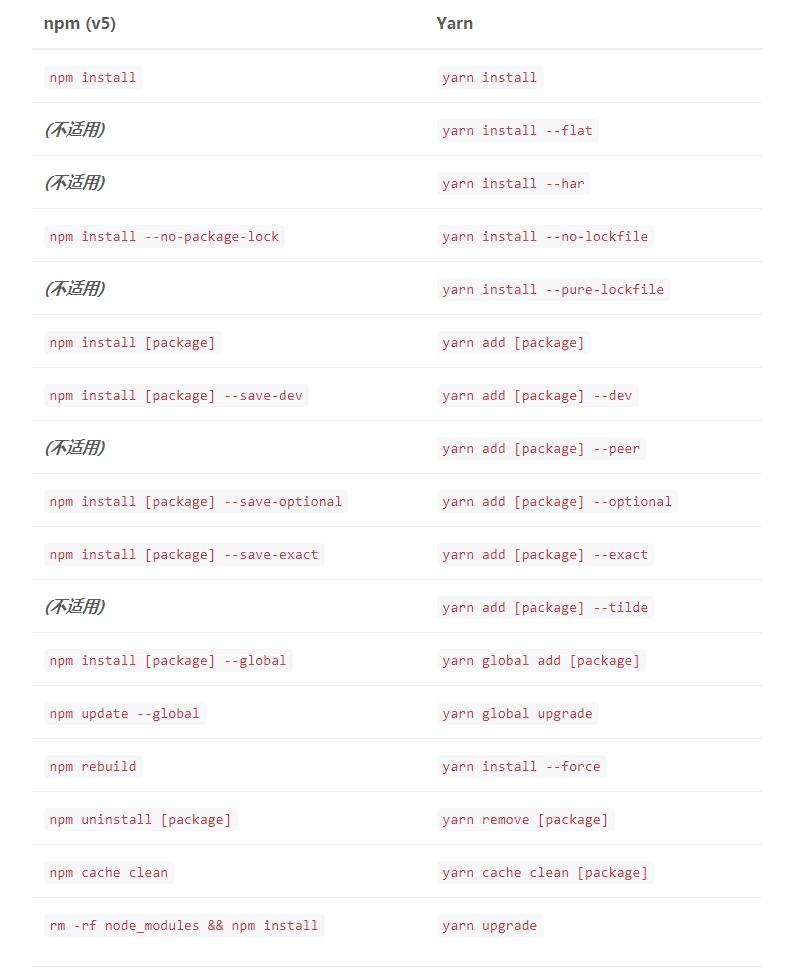 npm (v5) Yarn
npm install yarn install
(不适用) yarn install --flat
(不适用) yarn install --har
npm install --no-package-lock yarn install --no-lockfile
(不适用) yarn install --pure-lockfile
npm install [package] yarn add [package]
npm install [package] --save-dev yarn add [package] --dev
(不适用) yarn add [package] --peer
npm install [package] --save-optional yarn add [package] --optional
npm install [package] --save-exact yarn add [package] --exact
(不适用) yarn add [package] --tilde
npm install [package] --global yarn global add [package]
npm update --global yarn global upgrade
npm rebuild yarn install --force
npm uninstall [package] yarn remove [package]
npm cache clean yarn cache clean [package]
rm -rf node_modules && npm install yarn upgrade